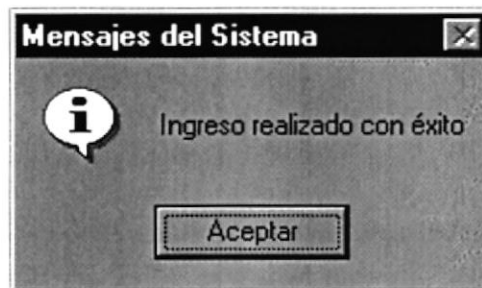 Mensajes del Sistema
Ingreso realizado con éxito
Aceptar